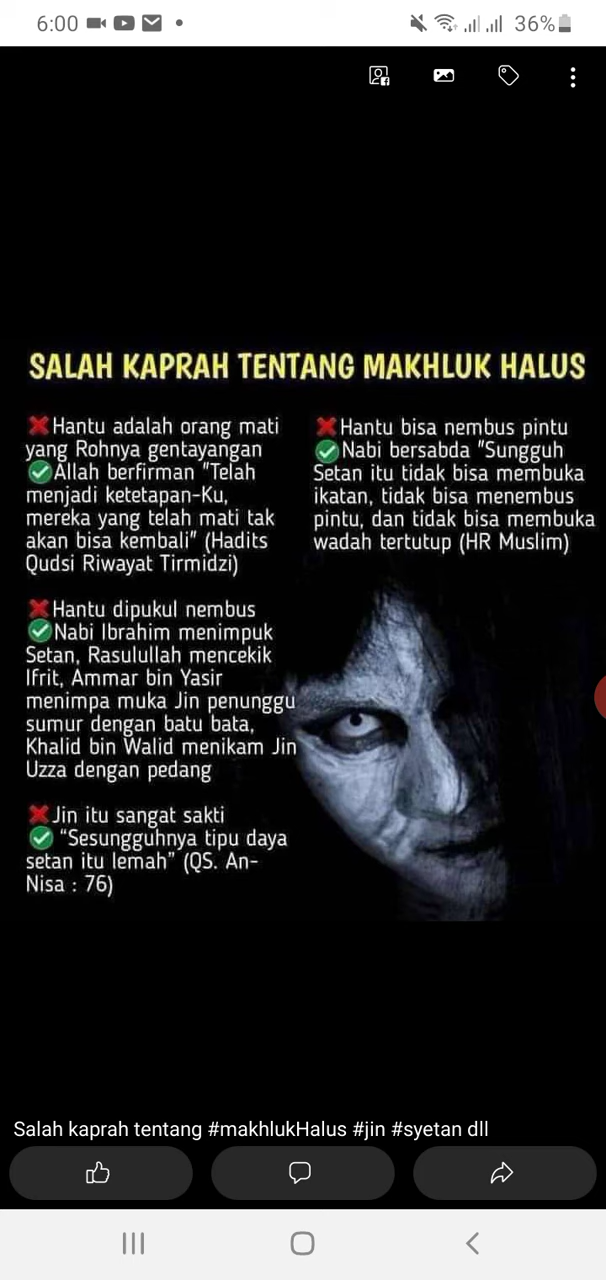 6:00
36%
SALAH KAPRAH TENTANG MAKHLUK HALUS
❌Hantu adalah orang mati
yang Rohnya gentayangan
✅Allah berfirman "Telah
menjadi ketetapan-Ku,
mereka yang telah mati tak
akan bisa kembali" (Hadits
Qudsi Riwayat Tirmidzi)
❌Hantu dipukul nembus
✅Nabi Ibrahim menimpuk
Setan, Rasulullah mencekik
Ifrit, Ammar bin Yasir
menimpa muka Jin penunggu
sumur dengan batu bata,
Khalid bin Walid menikam Jin
Uzza dengan pedang
❌Jin itu sangat sakti
✅ “Sesungguhnya tipu daya
setan itu lemah” (QS. An-
Nisa : 76)
❌Hantu bisa nembus pintu
✅Nabi bersabda "Sungguh
Setan itu tidak bisa membuka
ikatan, tidak bisa menembus
pintu, dan tidak bisa membuka
wadah tertutup (HR Muslim)
Salah kaprah tentang #makhlukHalus #jin #syetan dll